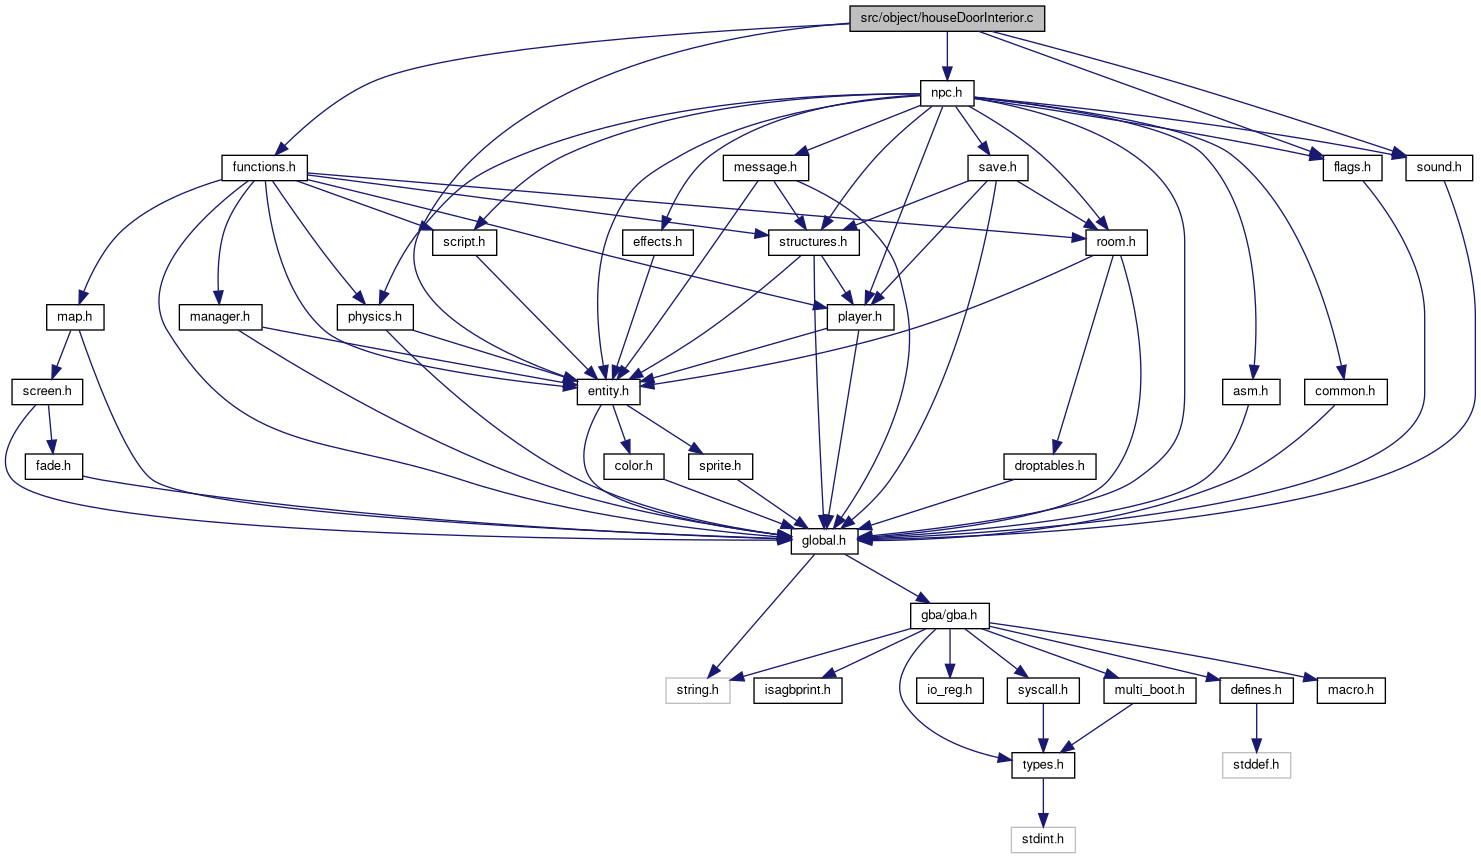 src/object/houseDoorInterior.c
npc.h
functions.h
message.h
save.h
flags.h
sound.h
script.h
effects.h
structures.h
room.h
map.h
manager.h
physics.h
player.h
screen.h
entity.h
asm.h
common.h
fade.h
color.h
sprite.h
droptables.h
global.h
gba/gba.h
string.h
isagbprint.h
io_reg.h
syscall.h
multi_boot.h
defines.h
macro.h
types.h
stddef.h
stdint.h